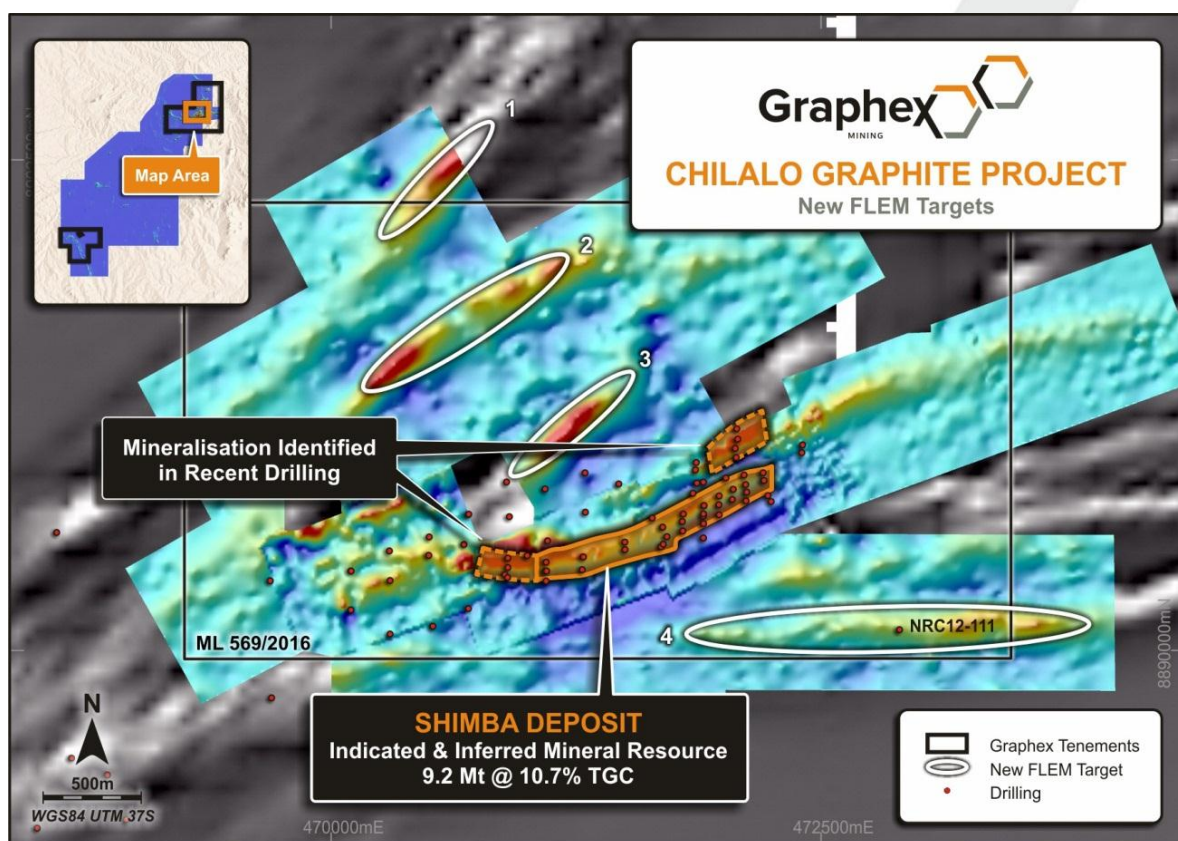 Graphex
MINING
CHILALO GRAPHITE PROJECT
New FLEM Targets
Map Area
1
2
3
Mineralisation Identified
in Recent Drilling
4
NRC12-111
ML 569/2016
SHIMBA DEPOSIT
Indicated & Inferred Mineral Resource
9.2 Mt @ 10.7% TGC
N
500m
WGS84 UTM 37S
Graphex Tenements
New FLEM Target
Drilling
470000mE
472500mE
8890000mN